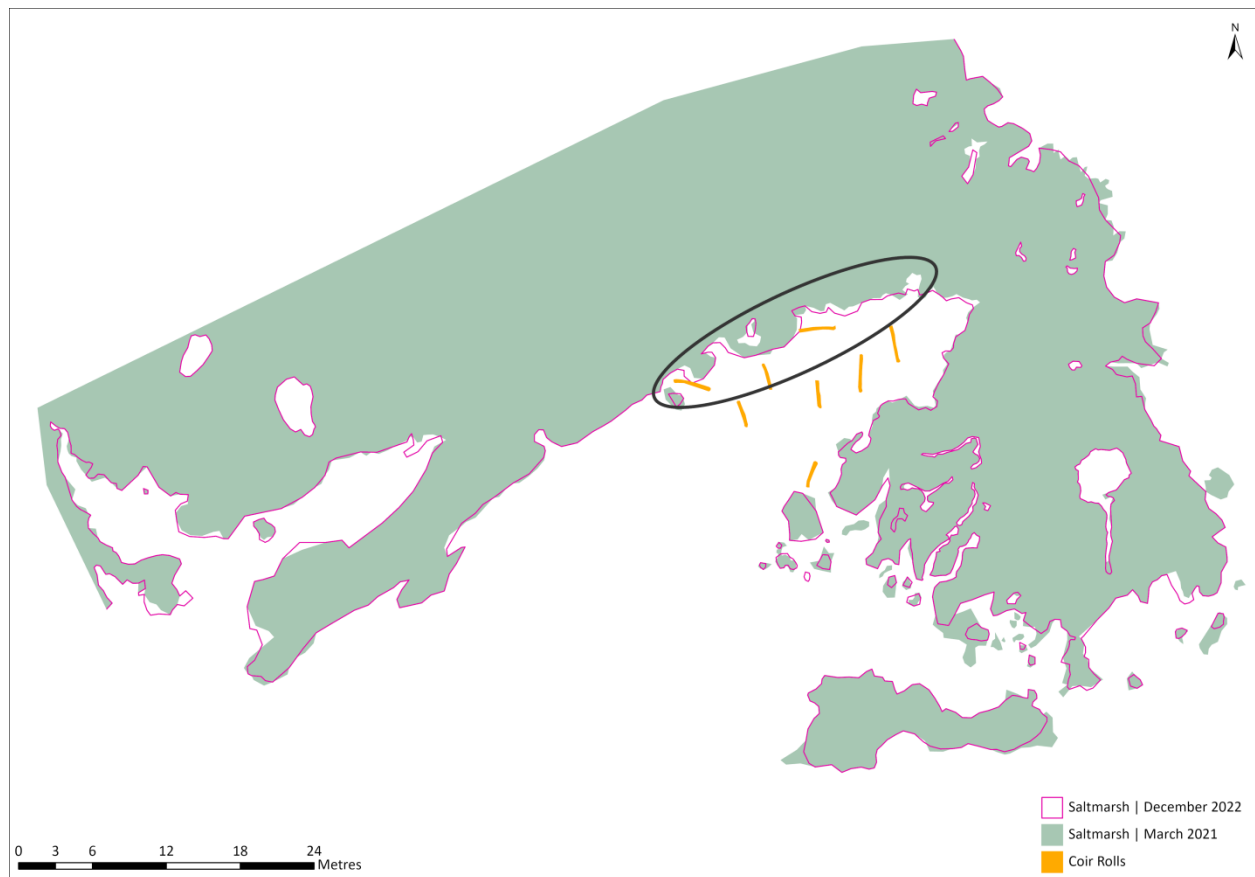 N
Saltmarsh | December 2022
Saltmarsh | March 2021
Coir Rolls
0 3 6 12 18 24
Metres